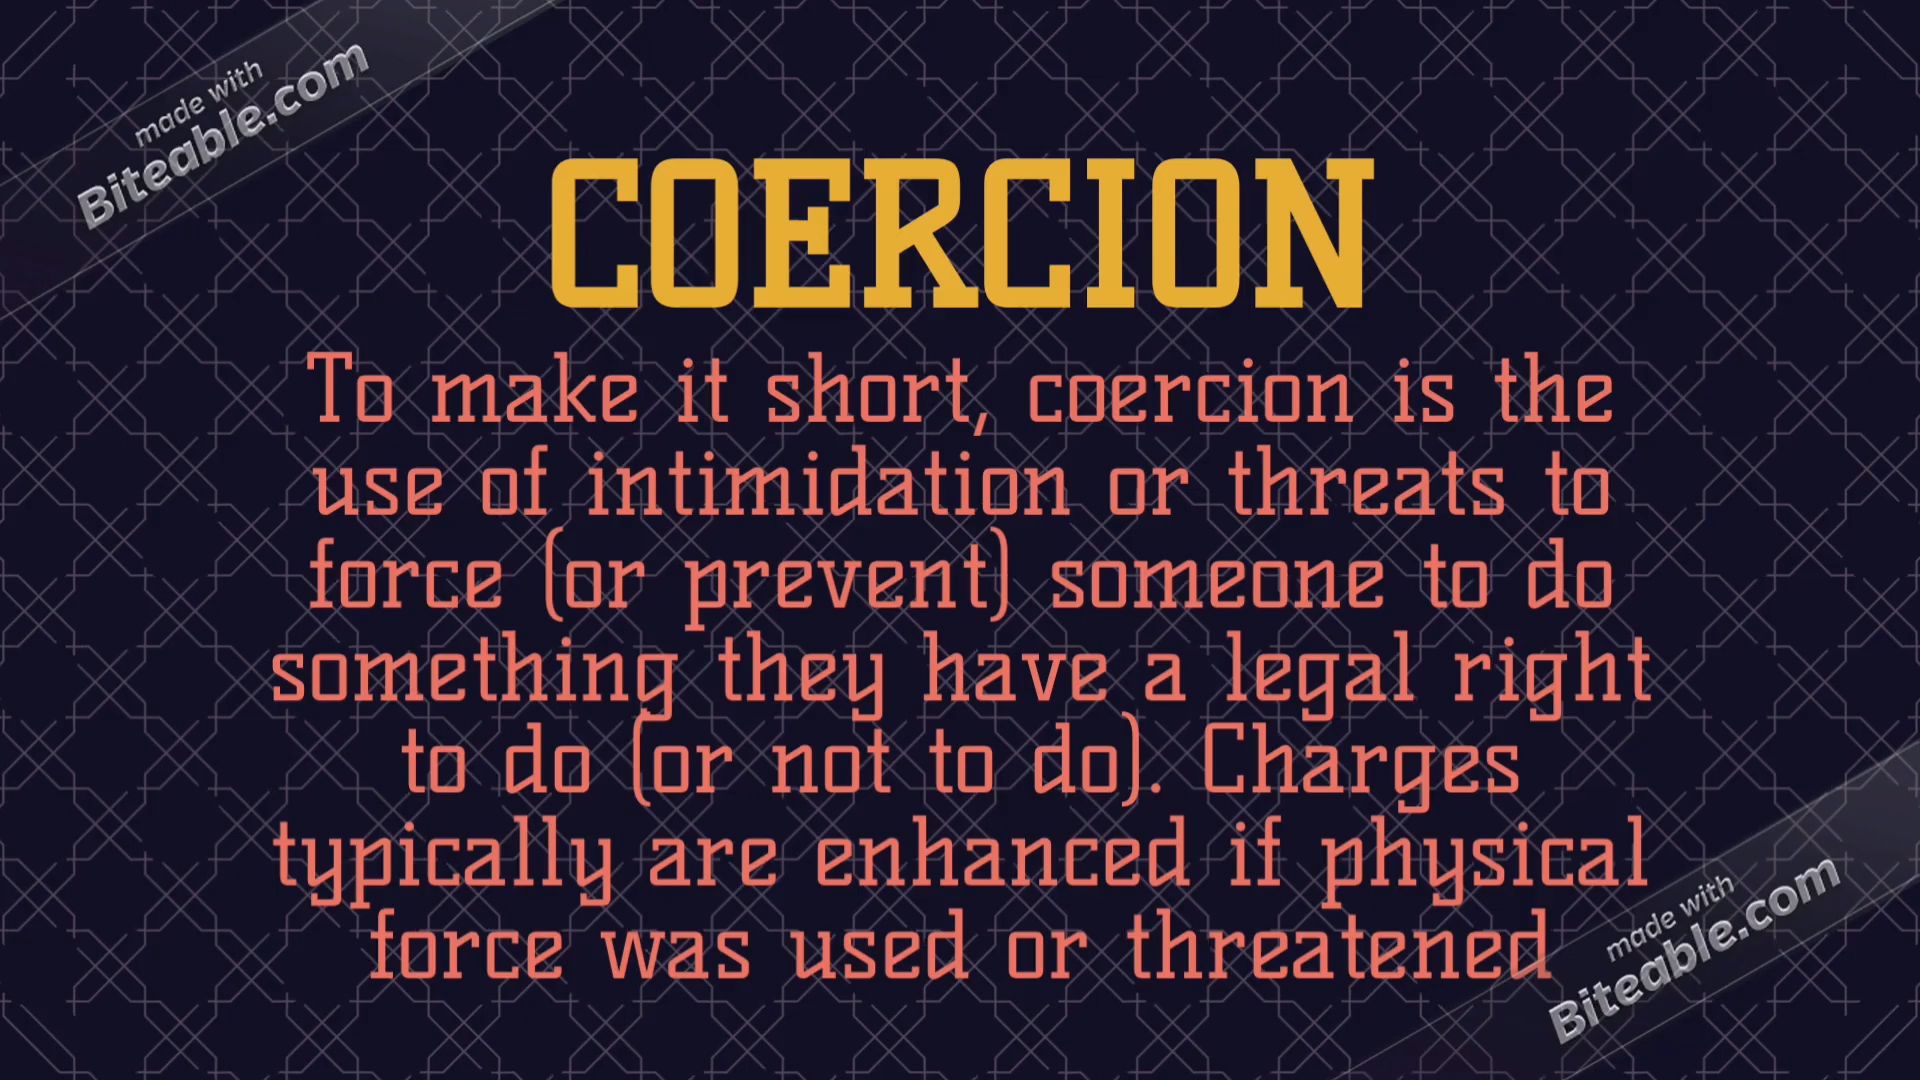 made with
Biteable.com
COERCION
To make it short, coercion is the
use of intimidation or threats to
force (or prevent) someone to do
something they have a legal right
to do (or not to do). Charges
typically are enhanced if physical
force was used or threatened
made with
Biteable.com